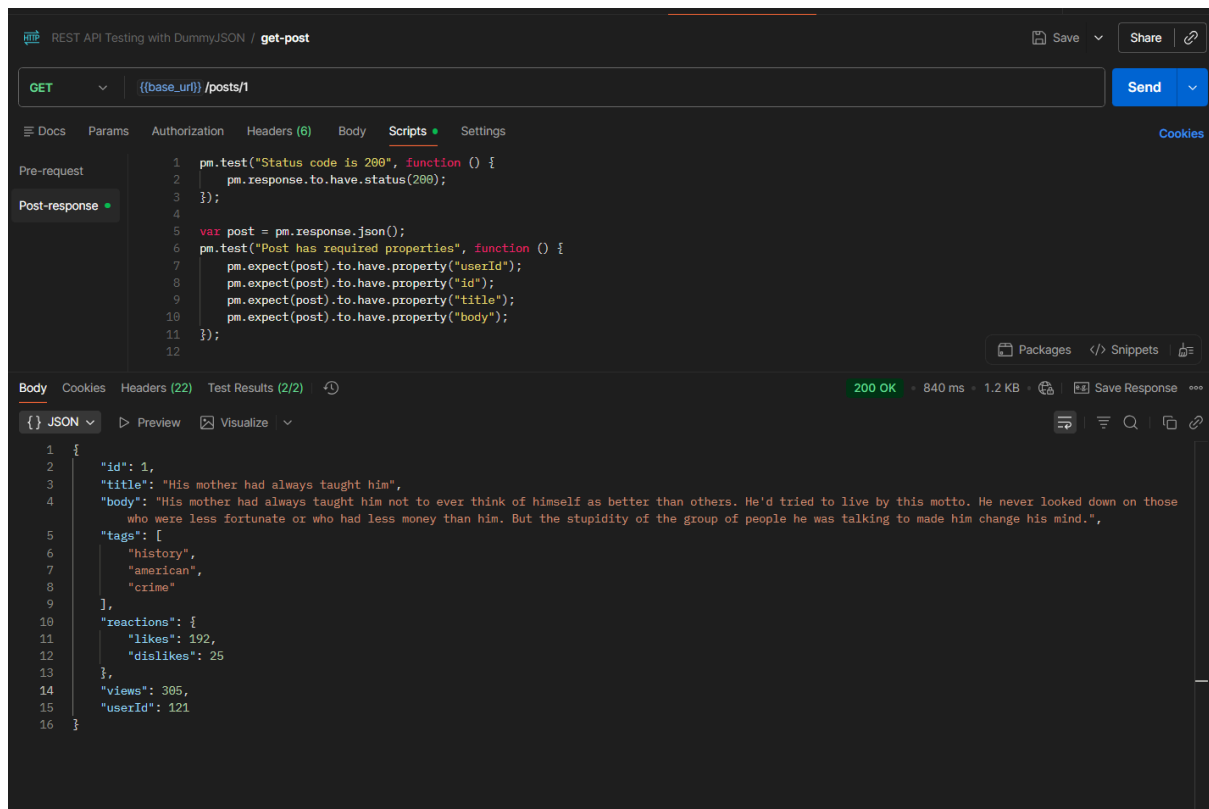 HTTP REST API Testing with DummyJSON / get-post Save Share
GET {{base_url}} /posts/1 Send
Docs Params Authorization Headers (6) Body Scripts Settings Cookies
Pre-request
Post-response
1 pm.test("Status code is 200", function () {
2 pm.response.to.have.status(200);
3 });
4
5 var post = pm.response.json();
6 pm.test("Post has required properties", function () {
7 pm.expect(post).to.have.property("userId");
8 pm.expect(post).to.have.property("id");
9 pm.expect(post).to.have.property("title");
10 pm.expect(post).to.have.property("body");
11 });
12
Packages </> Snippets
Body Cookies Headers (22) Test Results (2/2) 200 OK 840 ms 1.2 KB e.g. Save Response
{} JSON Preview Visualize
1 {
2 "id": 1,
3 "title": "His mother had always taught him",
4 "body": "His mother had always taught him not to ever think of himself as better than others. He'd tried to live by this motto. He never looked down on those
who were less fortunate or who had less money than him. But the stupidity of the group of people he was talking to made him change his mind.",
5 "tags": [
6 "history",
7 "american",
8 "crime"
9 ],
10 "reactions": {
11 "likes": 192,
12 "dislikes": 25
13 },
14 "views": 305,
15 "userId": 121
16 }